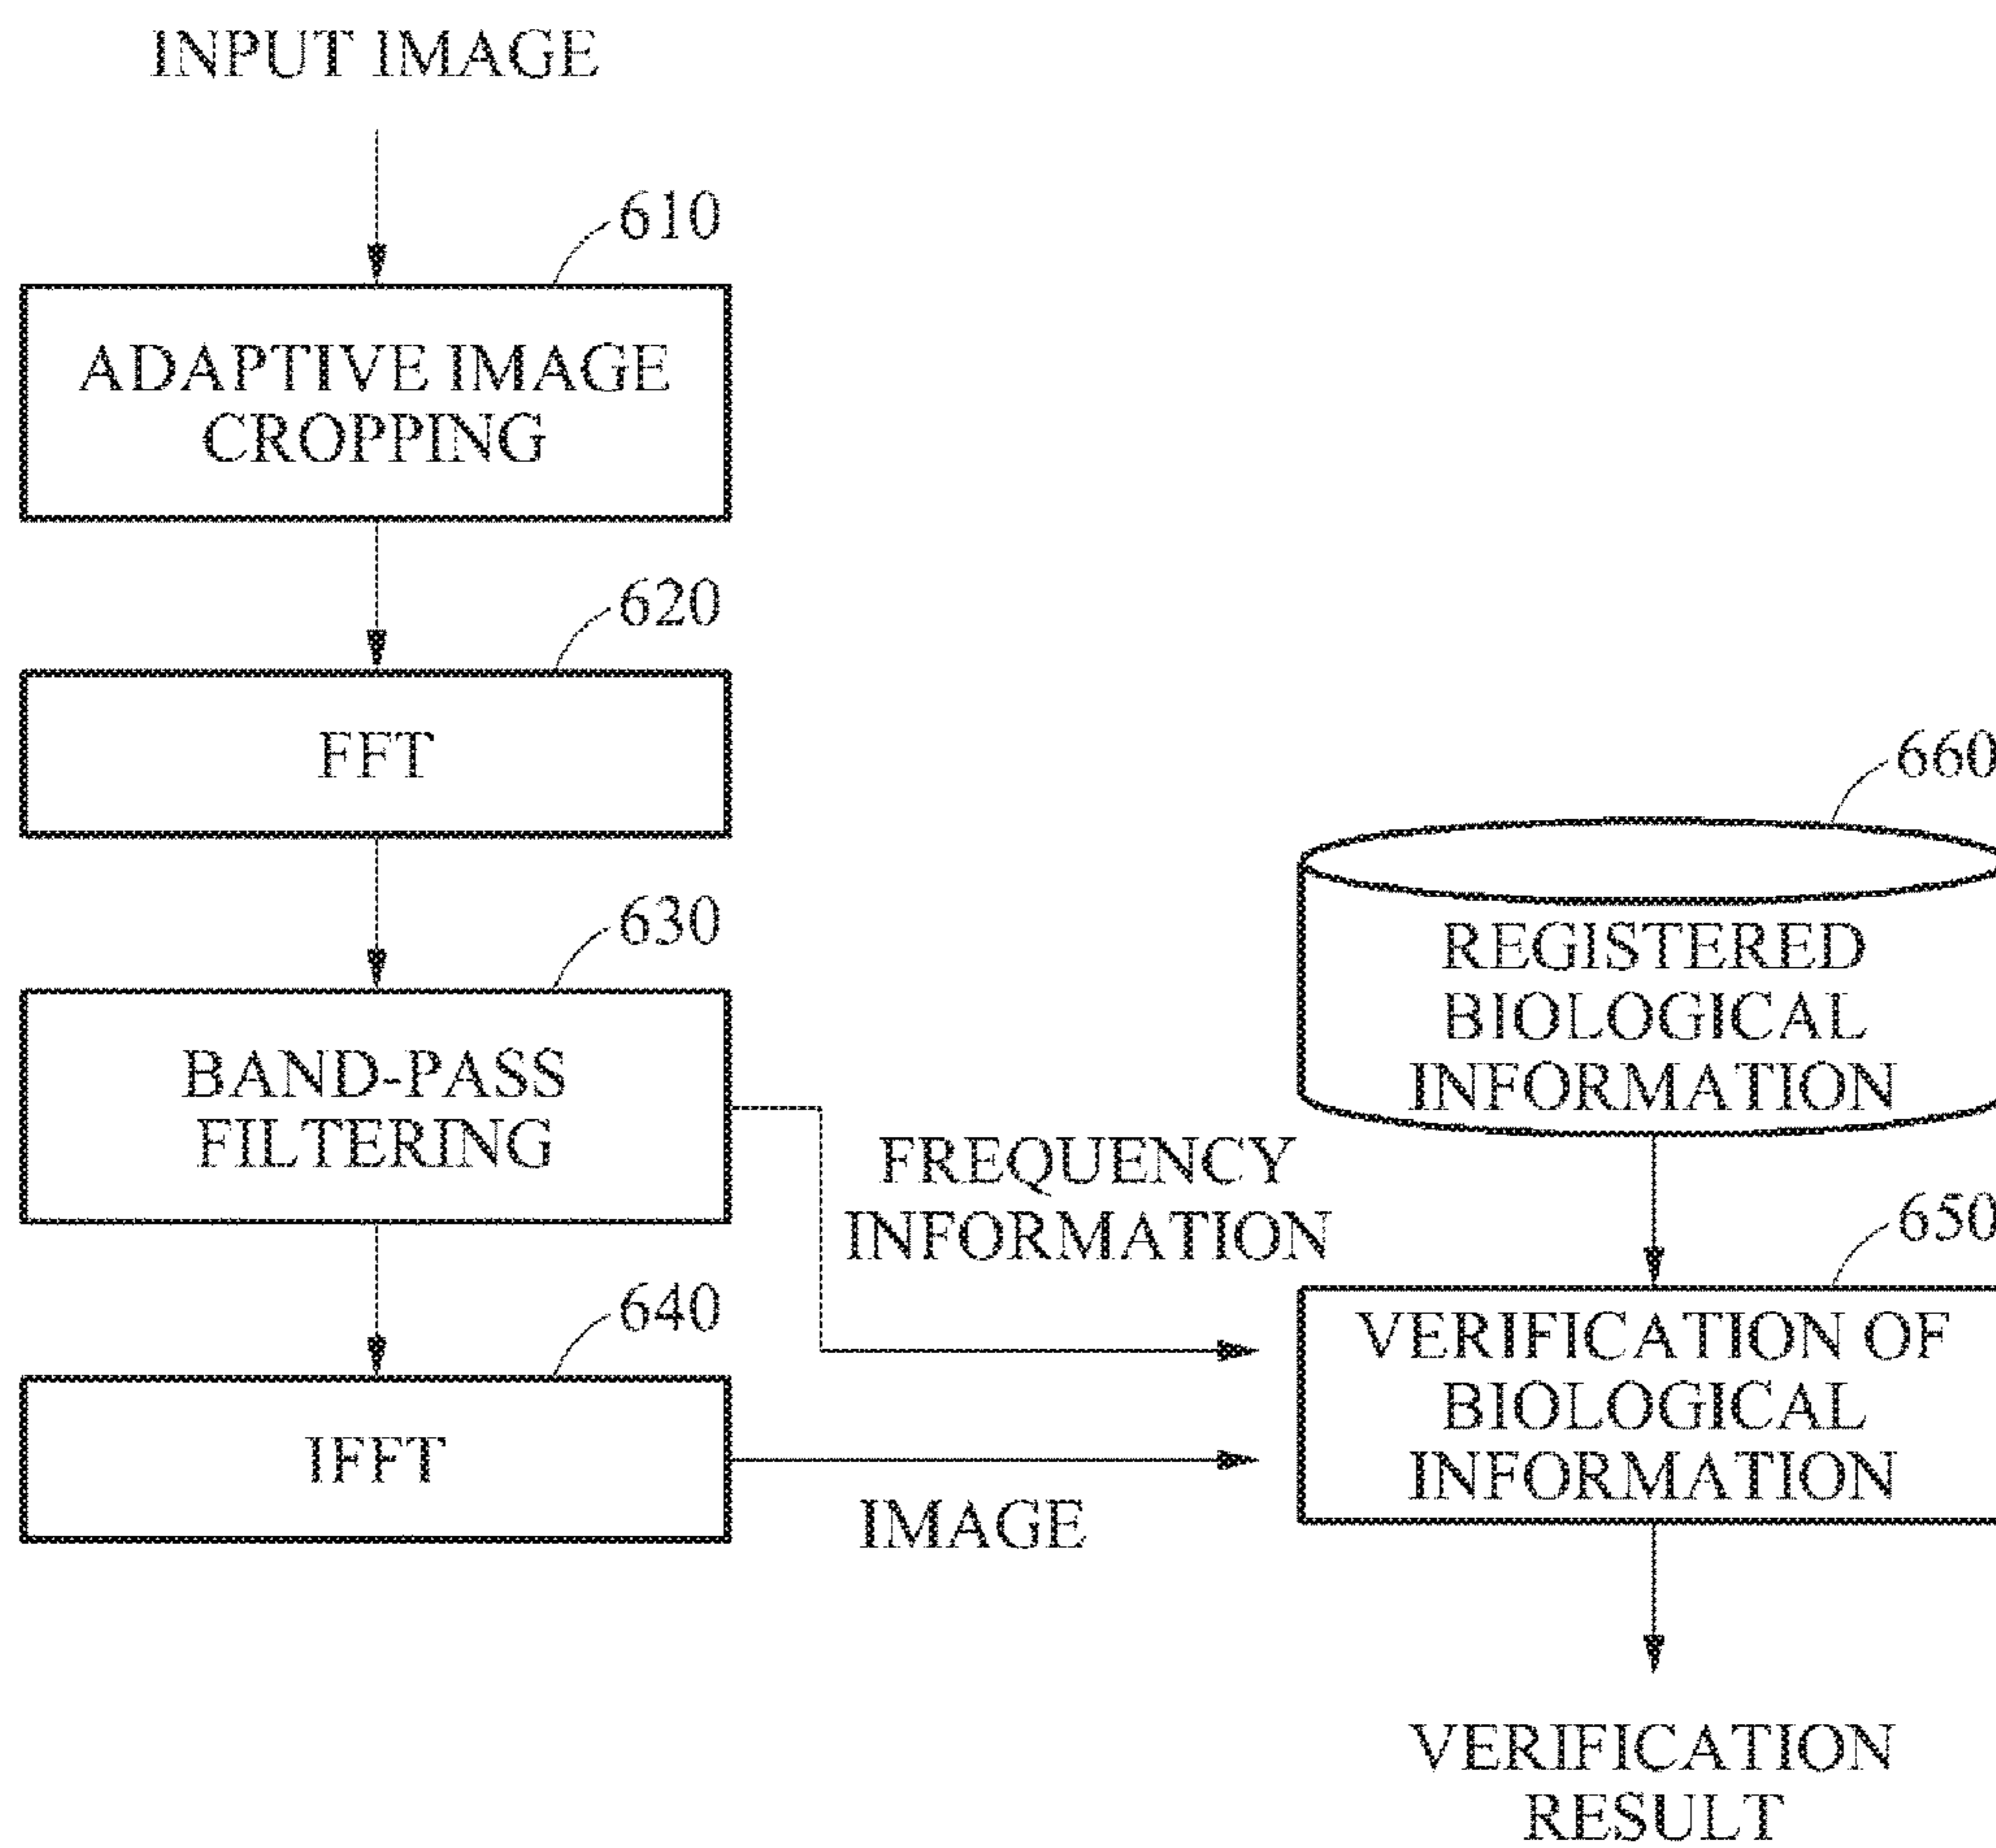 INPUT IMAGE
610
ADAPTIVE IMAGE
CROPPING
620
FFT
630
BAND-PASS
FILTERING
FREQUENCY
INFORMATION
640
IFFT
IMAGE
660
REGISTERED
BIOLOGICAL
INFORMATION
650
VERIFICATION OF
BIOLOGICAL
INFORMATION
VERIFICATION
RESULT